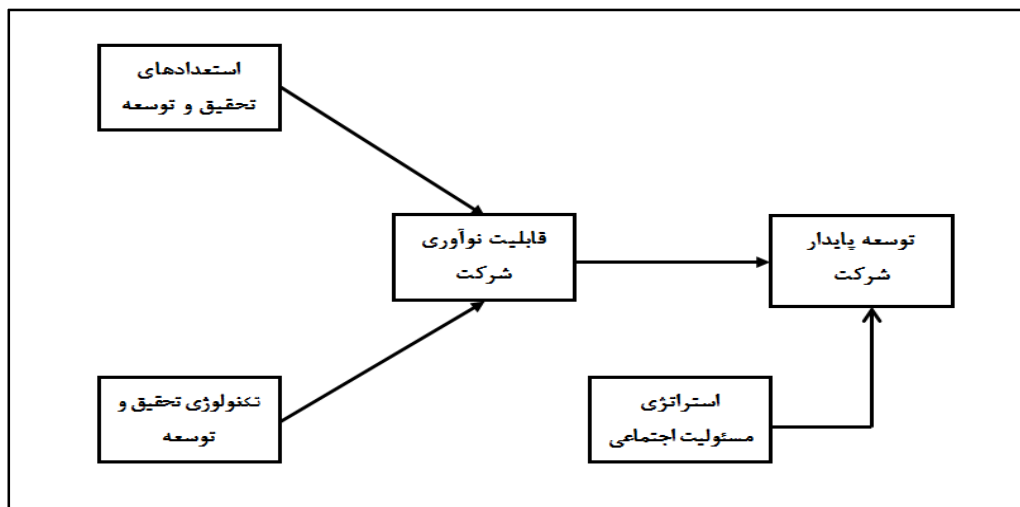 استعدادهای
تحقیق و توسعه
قابلیت نوآوری
شرکت
توسعه پایدار
شرکت
تکنولوژی تحقیق و
توسعه
استراتژی
مسئولیت اجتماعی